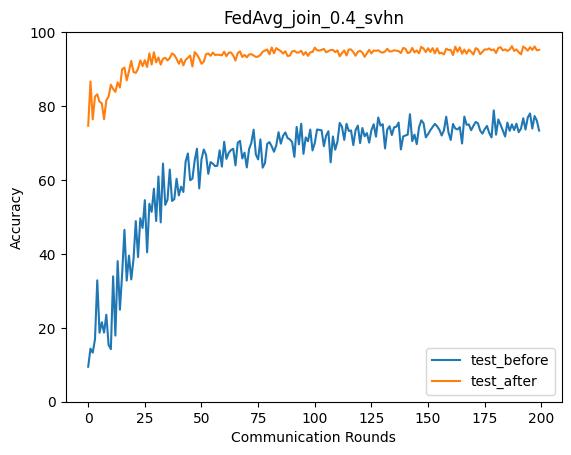 FedAvg_join_0.4_svhn
Accuracy
100
80
60
40
20
0
0 25 50 75 100 125 150 175 200
Communication Rounds
test_before
test_after